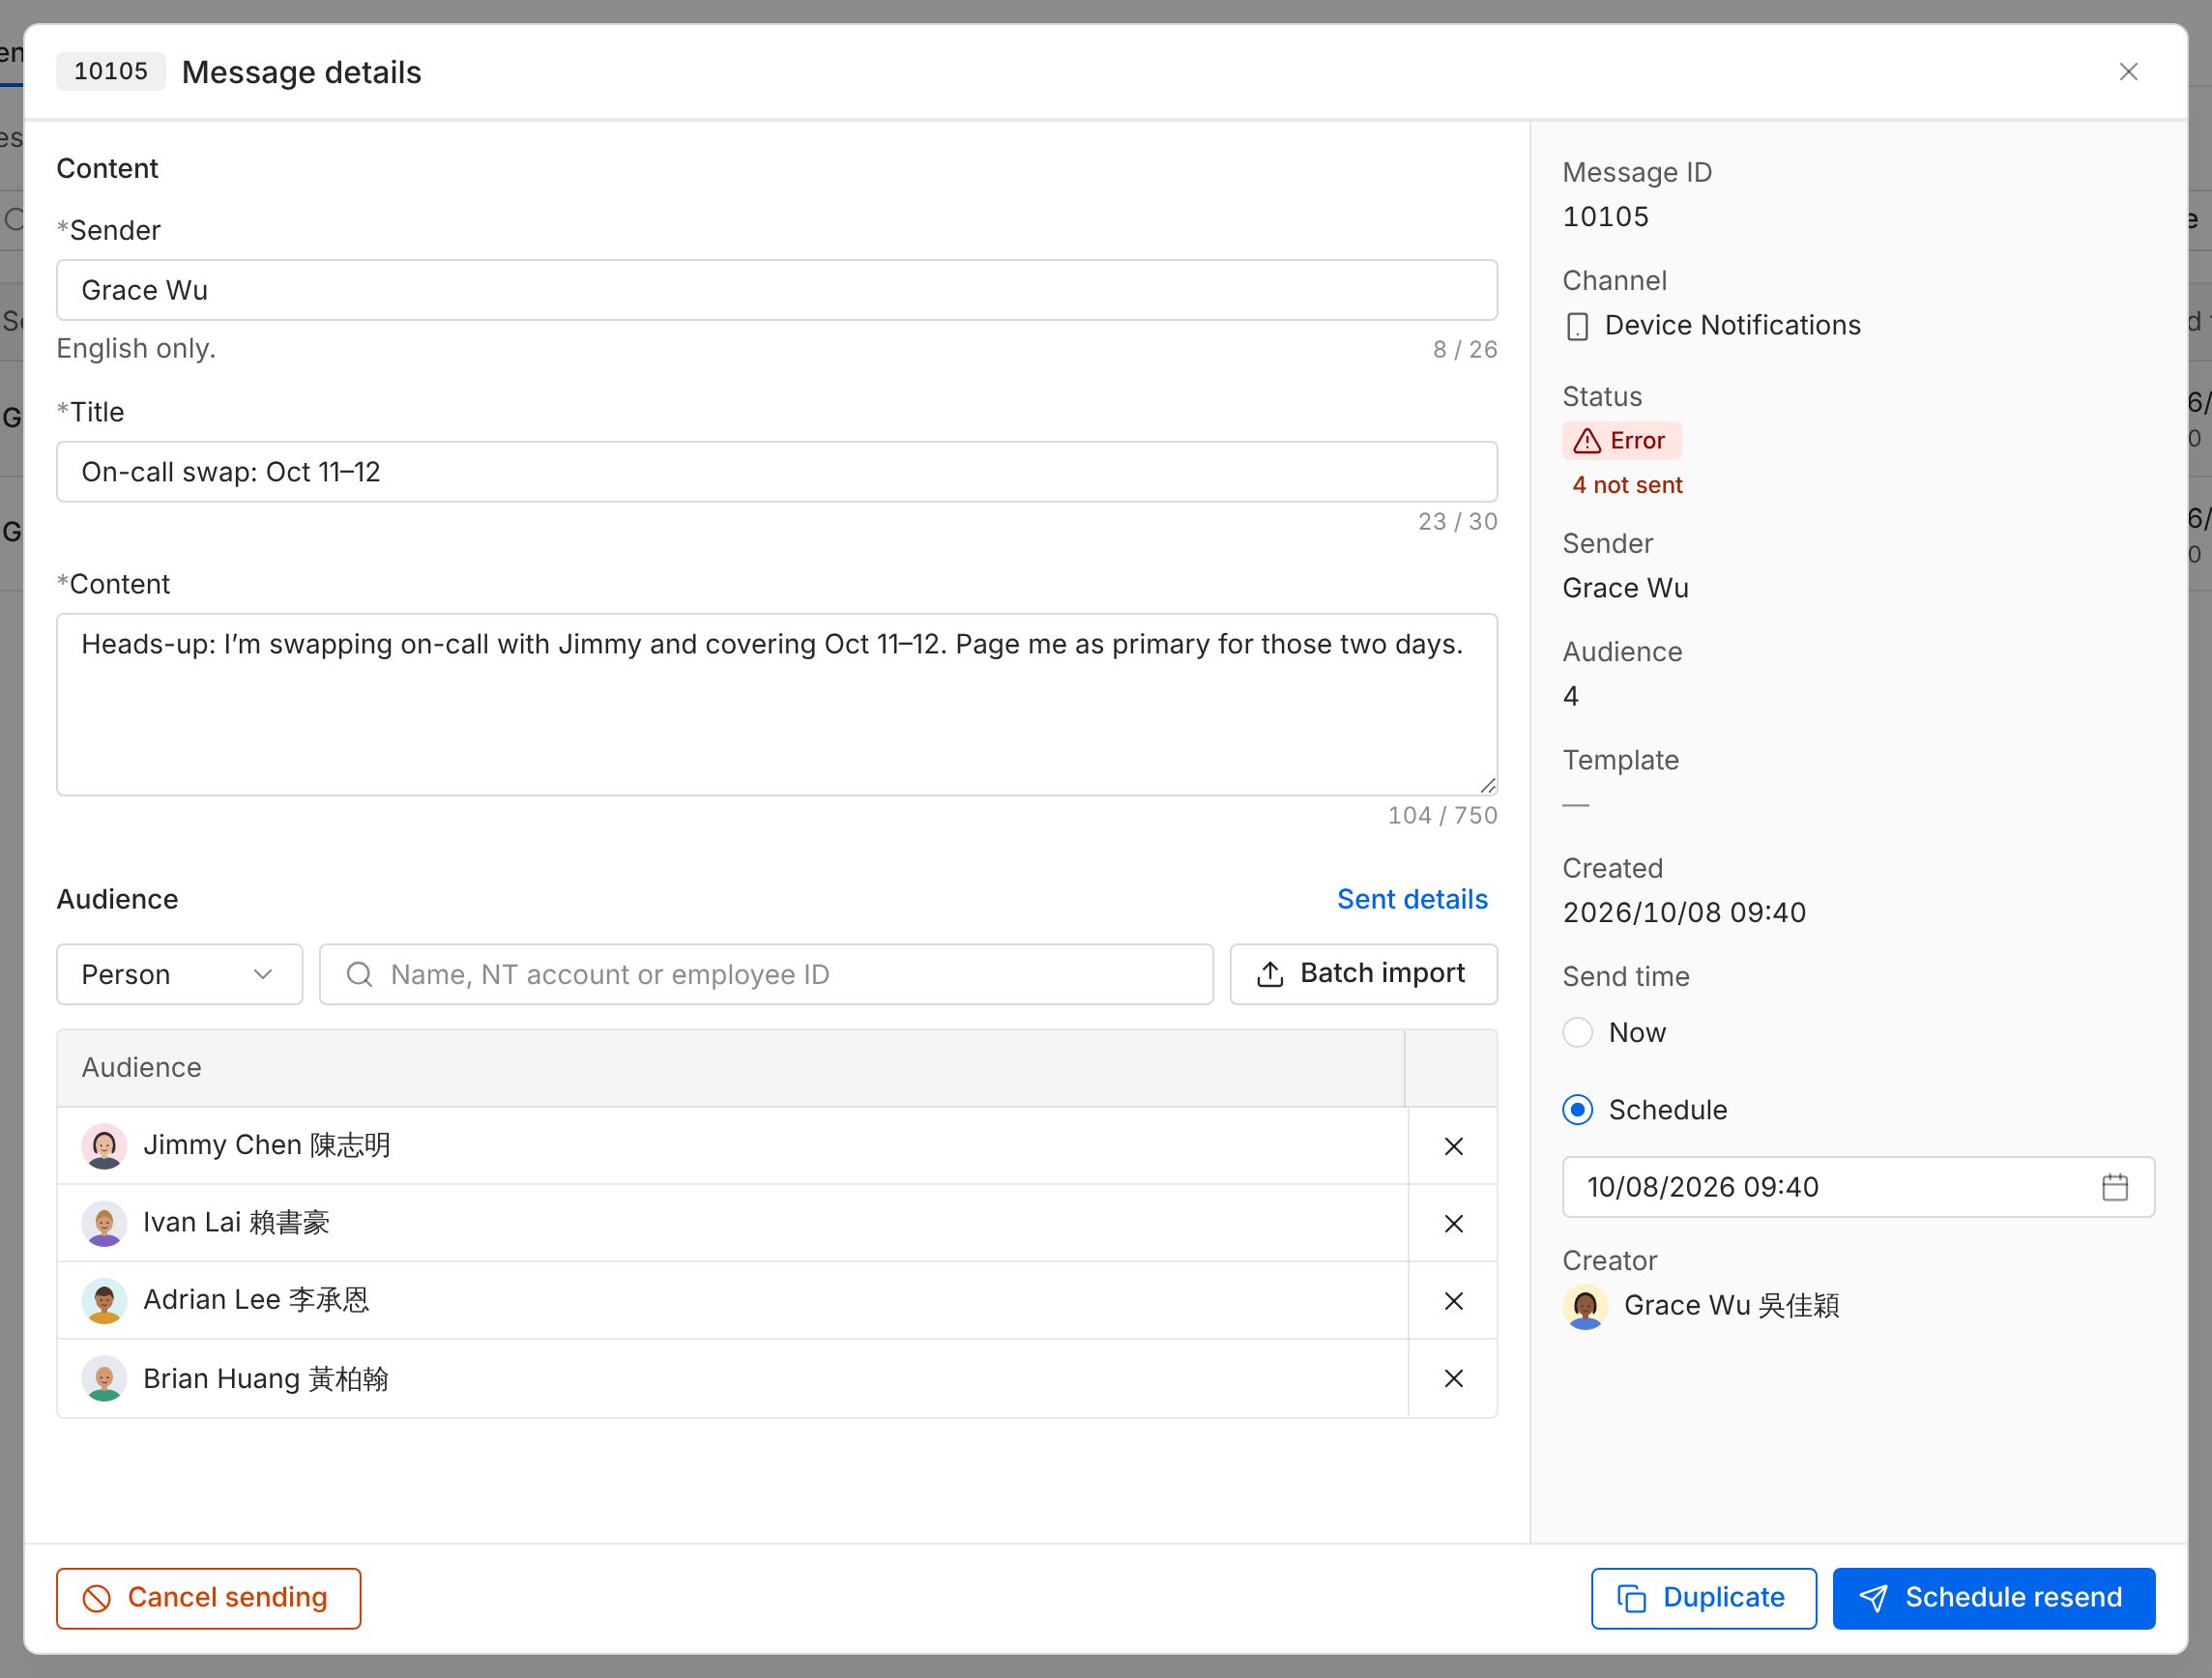 10105 Message details
Content
*Sender
Grace Wu
English only.
8 / 26
*Title
On-call swap: Oct 11–12
23 / 30
*Content
Heads-up: I’m swapping on-call with Jimmy and covering Oct 11–12. Page me as primary for those two days.
104 / 750
Audience
Sent details
Person
Name, NT account or employee ID
Batch import
Audience
Jimmy Chen 陳志明
Ivan Lai 賴書豪
Adrian Lee 李承恩
Brian Huang 黃柏翰
Message ID
10105
Channel
Device Notifications
Status
Error
4 not sent
Sender
Grace Wu
Audience
4
Template
—
Created
2026/10/08 09:40
Send time
Now
Schedule
10/08/2026 09:40
Creator
Grace Wu 吳佳穎
Cancel sending
Duplicate
Schedule resend